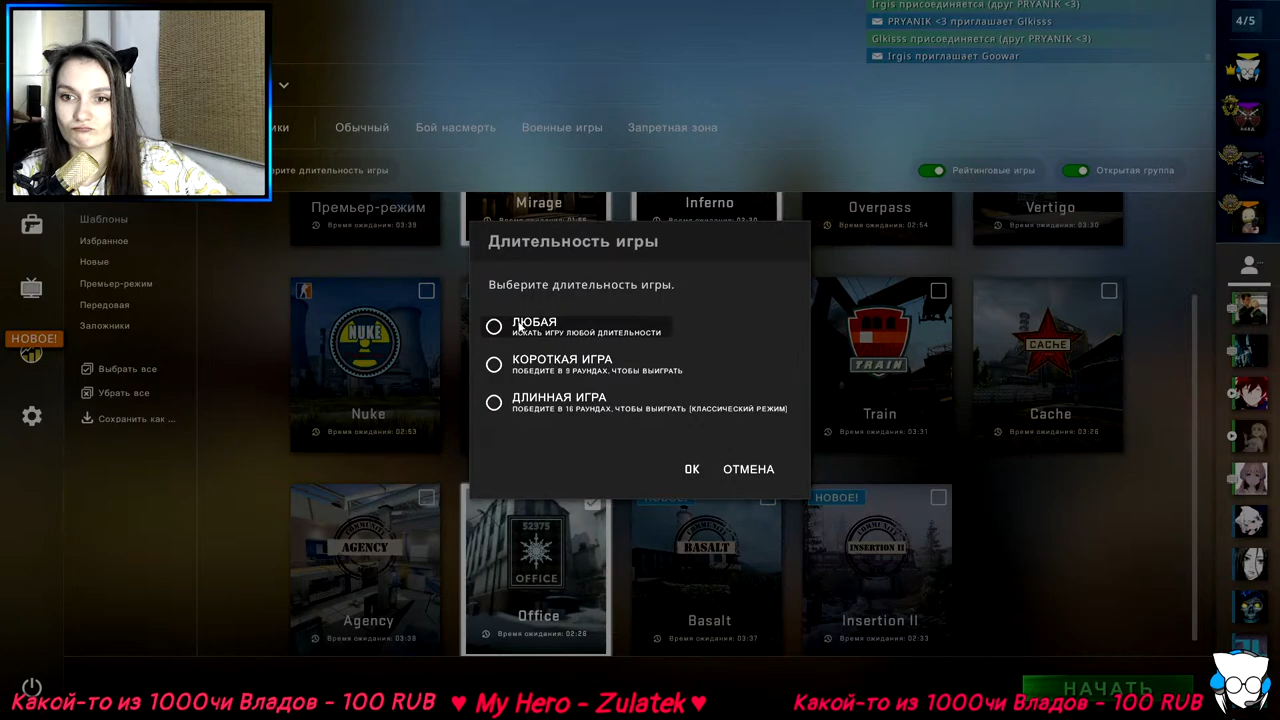 Irgis присоединяется (друг PRYANIK <3)
PRYANIK <3 приглашает Glkisss
Glkisss присоединяется (друг PRYANIK <3)
Irgis приглашает Goowar
4/5
Обычный
Бой насмерть
Военные игры
Запретная зона
длительность игры
Рейтинговые игры
Открытая группа
Шаблоны
Избранное
Новые
Премьер-режим
Передовая
Заложники
НОВОЕ!
Выбрать все
Убрать все
Сохранить как ...
Премьер-режим
Время ожидания: 03:39
Mirage
Inferno
Overpass
Время ожидания: 02:54
Vertigo
Время ожидания: 03:30
Длительность игры
Выберите длительность игры.
ЛЮБАЯ
ИСКАТЬ ИГРУ ЛЮБОЙ ДЛИТЕЛЬНОСТИ
КОРОТКАЯ ИГРА
ПОБЕДИТЕ В 9 РАУНДАХ, ЧТОБЫ ВЫИГРАТЬ
ДЛИННАЯ ИГРА
ПОБЕДИТЕ В 16 РАУНДАХ, ЧТОБЫ ВЫИГРАТЬ (КЛАССИЧЕСКИЙ РЕЖИМ)
OK
ОТМЕНА
NUKE
Nuke
Время ожидания: 02:53
TRAIN
Train
Время ожидания: 03:31
CACHE
Cache
Время ожидания: 03:26
COMMUNITY
AGENCY
Agency
Время ожидания: 03:38
52375
OFFICE
Office
Время ожидания: 02:26
COMMUNITY
BASALT
Basalt
Время ожидания: 03:37
НОВОЕ!
COMMUNITY
INSERTION II
Insertion II
Время ожидания: 02:33
НАЧАТЬ
Какой-то из 1000чи Владов - 100 RUB
♥ My Hero - Zulatek ♥
Какой-то из 1000чи Владов - 100 RUB